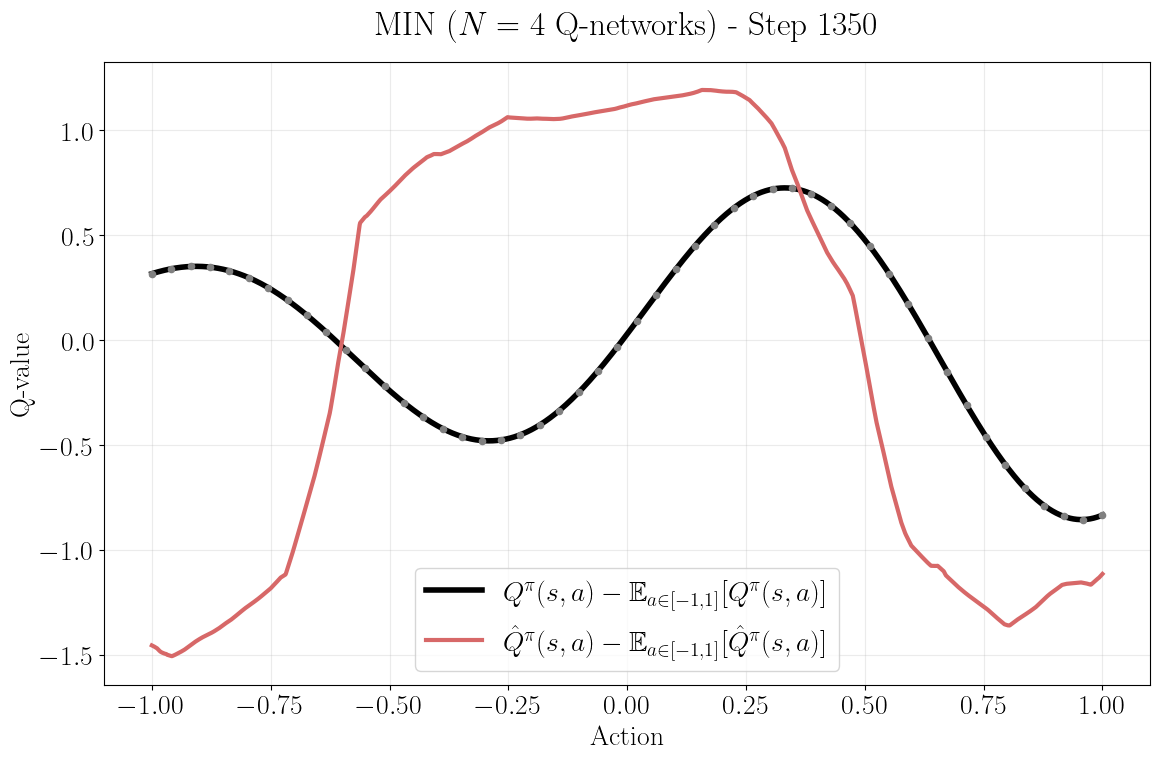 MIN (N = 4 Q-networks) - Step 1350
Q-value
1.0
0.5
0.0
−0.5
−1.0
−1.5
Q^π(s, a) − 𝔼_{a∈[−1,1]}[Q^π(s, a)]
Q̂^π(s, a) − 𝔼_{a∈[−1,1]}[Q̂^π(s, a)]
−1.00 −0.75 −0.50 −0.25 0.00 0.25 0.50 0.75 1.00
Action